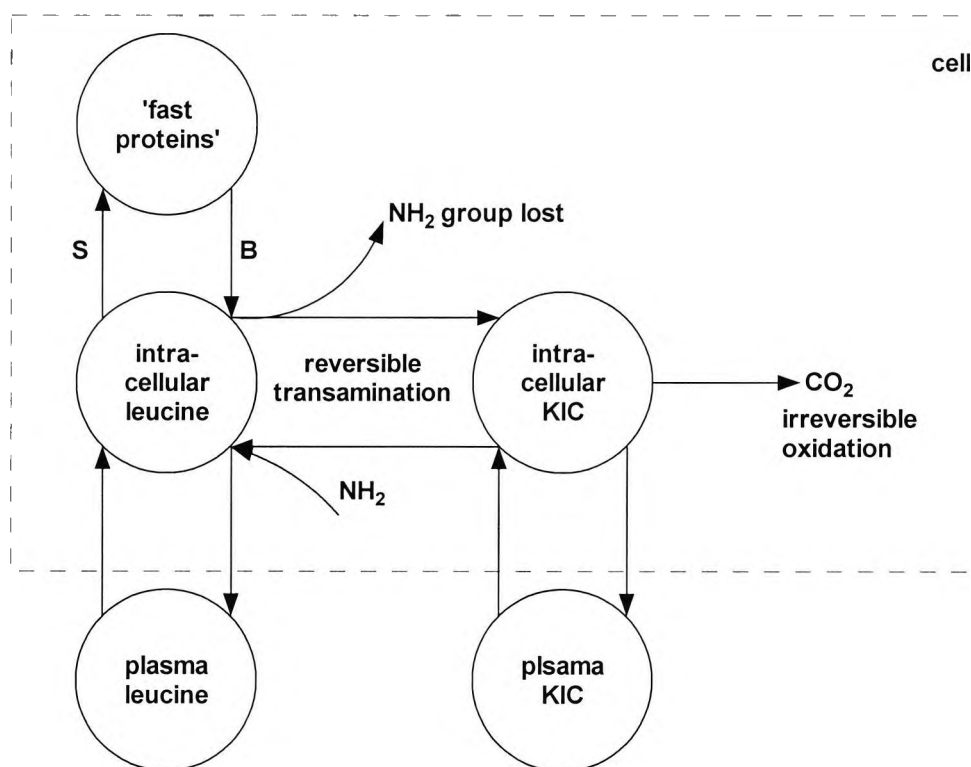 cell
'fast
proteins'
NH₂ group lost
S
B
intra-
cellular
leucine
reversible
transamination
intra-
cellular
KIC
CO₂
irreversible
oxidation
NH₂
plasma
leucine
plsama
KIC